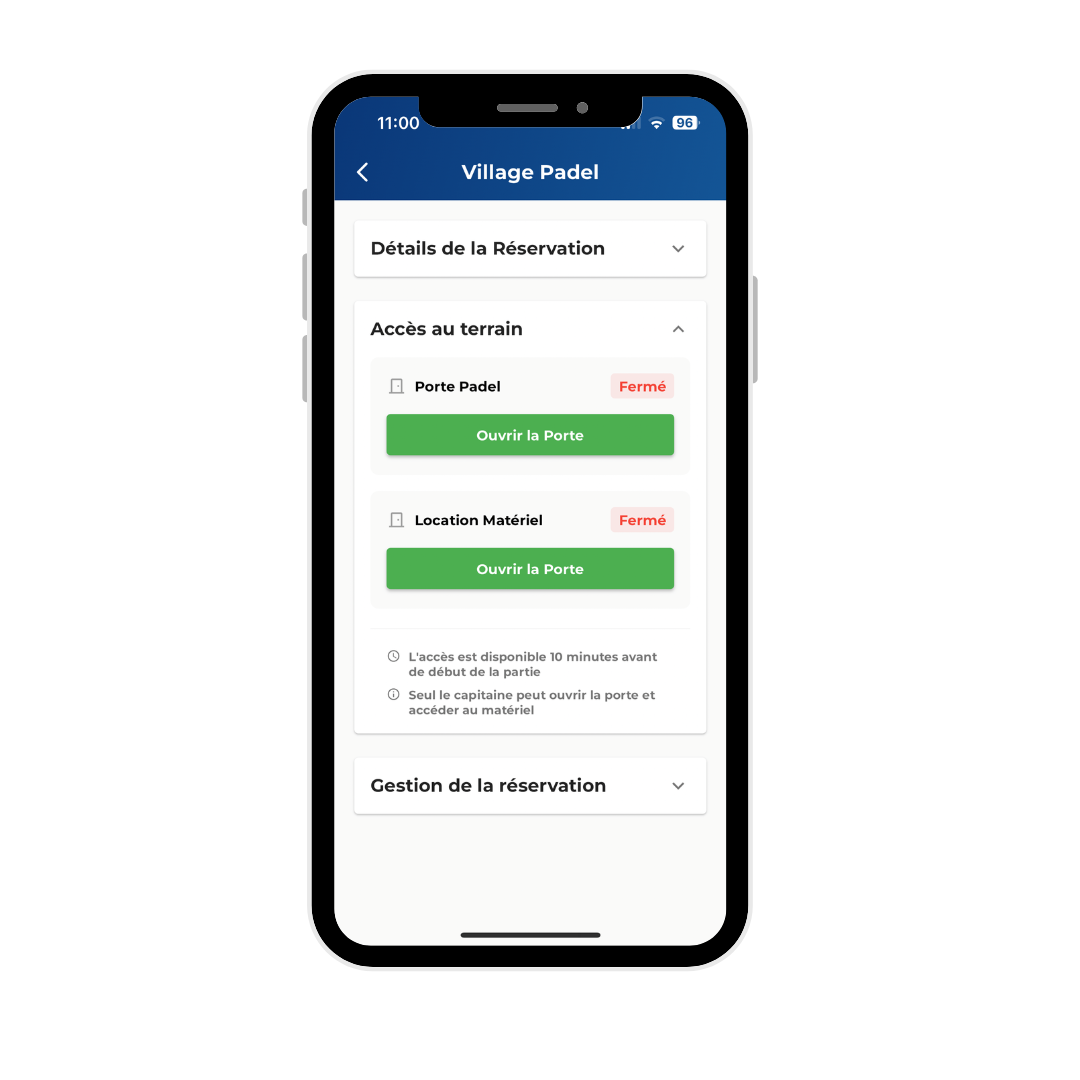 11:00
96
Village Padel
Détails de la Réservation
Accès au terrain
Porte Padel
Fermé
Ouvrir la Porte
Location Matériel
Fermé
Ouvrir la Porte
L'accès est disponible 10 minutes avant
de début de la partie
Seul le capitaine peut ouvrir la porte et
accéder au matériel
Gestion de la réservation